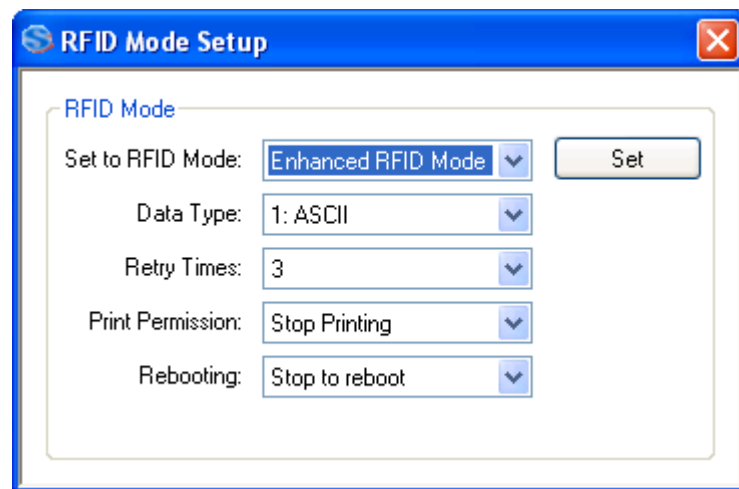 RFID Mode Setup
RFID Mode
Set to RFID Mode: Enhanced RFID Mode Set
Data Type: 1: ASCII
Retry Times: 3
Print Permission: Stop Printing
Rebooting: Stop to reboot